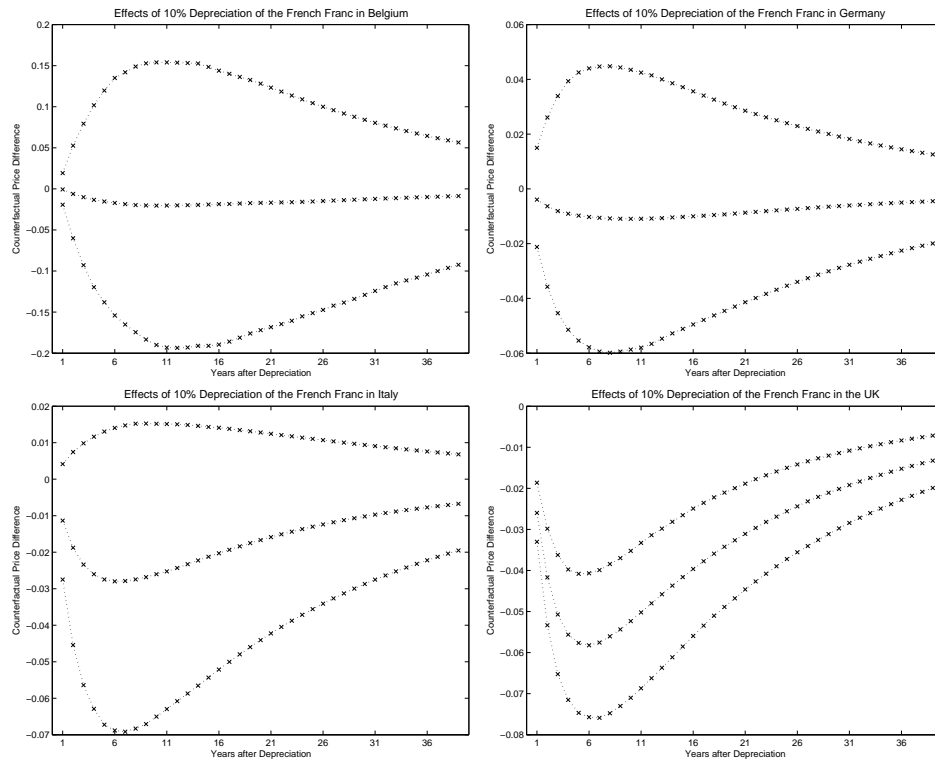 Effects of 10% Depreciation of the French Franc in Belgium
0.2
0.15
0.1
0.05
0
−0.05
−0.1
−0.15
−0.2
Counterfactual Price Difference
1 6 11 16 21 26 31 36
Years after Depreciation
Effects of 10% Depreciation of the French Franc in Germany
0.06
0.04
0.02
0
−0.02
−0.04
−0.06
Counterfactual Price Difference
1 6 11 16 21 26 31 36
Years after Depreciation
Effects of 10% Depreciation of the French Franc in Italy
0.02
0.01
0
−0.01
−0.02
−0.03
−0.04
−0.05
−0.06
−0.07
Counterfactual Price Difference
1 6 11 16 21 26 31 36
Years after Depreciation
Effects of 10% Depreciation of the French Franc in the UK
0
−0.01
−0.02
−0.03
−0.04
−0.05
−0.06
−0.07
−0.08
Counterfactual Price Difference
1 6 11 16 21 26 31 36
Years after Depreciation